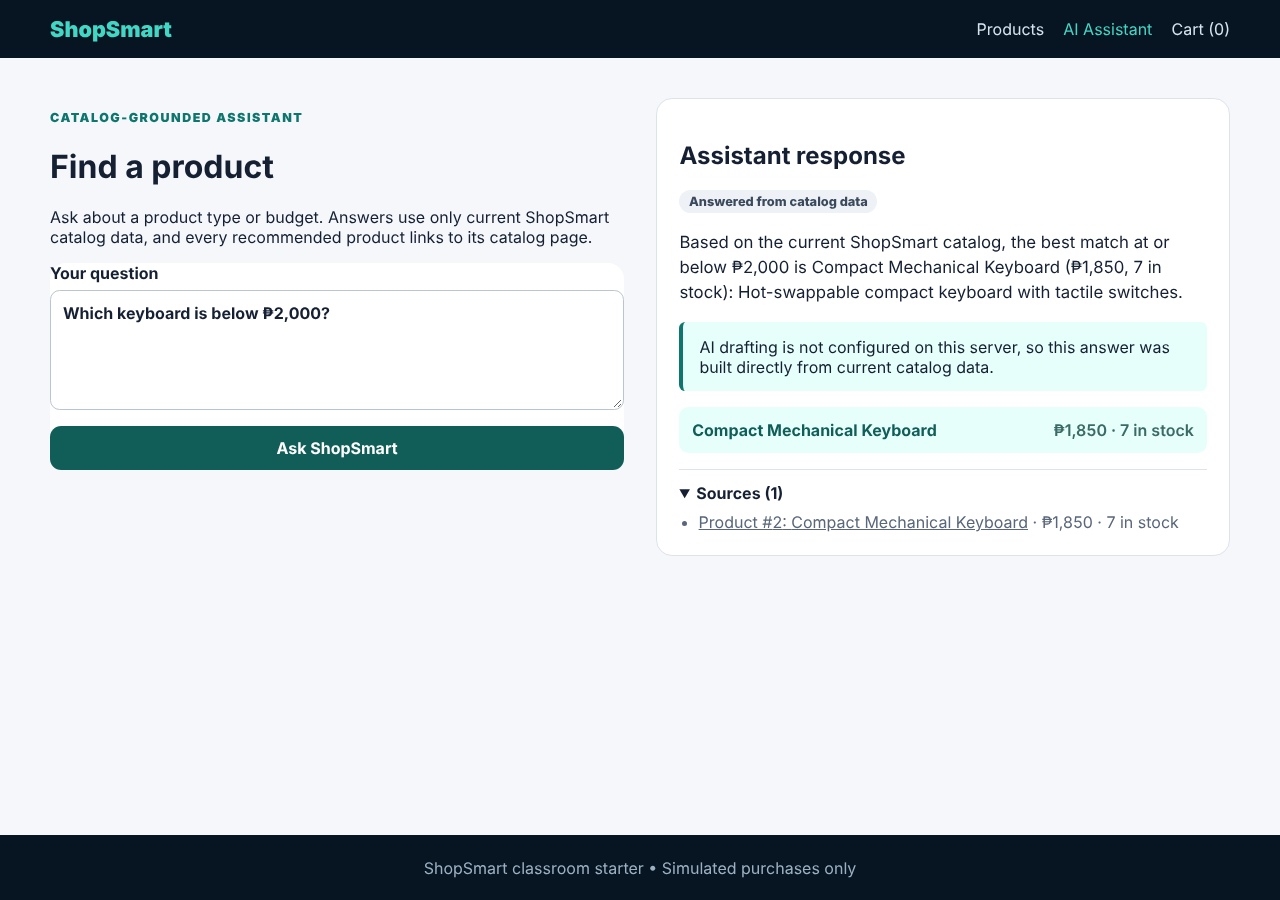 ShopSmart
Products AI Assistant Cart (0)
CATALOG-GROUNDED ASSISTANT
Find a product
Ask about a product type or budget. Answers use only current ShopSmart
catalog data, and every recommended product links to its catalog page.
Your question
Which keyboard is below ₱2,000?
Ask ShopSmart
Assistant response
Answered from catalog data
Based on the current ShopSmart catalog, the best match at or
below ₱2,000 is Compact Mechanical Keyboard (₱1,850, 7 in
stock): Hot-swappable compact keyboard with tactile switches.
AI drafting is not configured on this server, so this answer was
built directly from current catalog data.
Compact Mechanical Keyboard ₱1,850 · 7 in stock
▼ Sources (1)
• Product #2: Compact Mechanical Keyboard · ₱1,850 · 7 in stock
ShopSmart classroom starter • Simulated purchases only